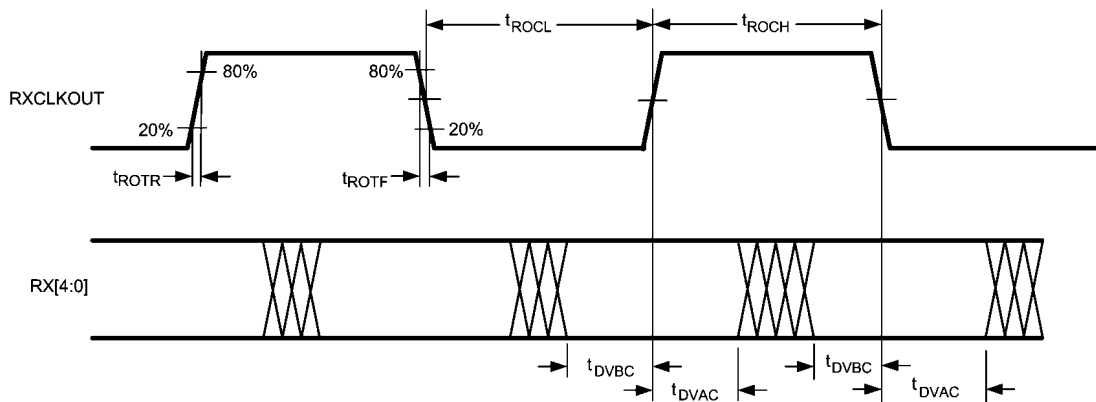 tROCL
tROCH
80%
80%
RXCLKOUT
20%
20%
tROTR
tROTF
RX[4:0]
tDVBC
tDVBC
tDVAC
tDVAC